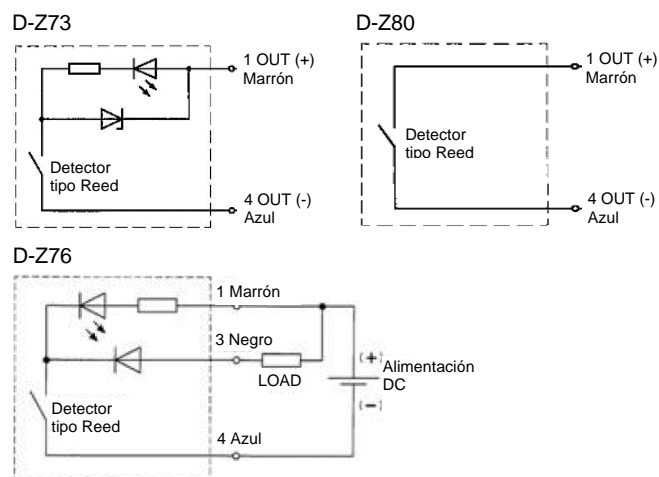 D-Z73
1 OUT (+)
Marrón
Detector
tipo Reed
4 OUT (-)
Azul
D-Z80
1 OUT (+)
Marrón
Detector
tipo Reed
4 OUT (-)
Azul
D-Z76
1 Marrón
3 Negro
LOAD
(+)
Alimentación
DC
(-)
Detector
tipo Reed
4 Azul